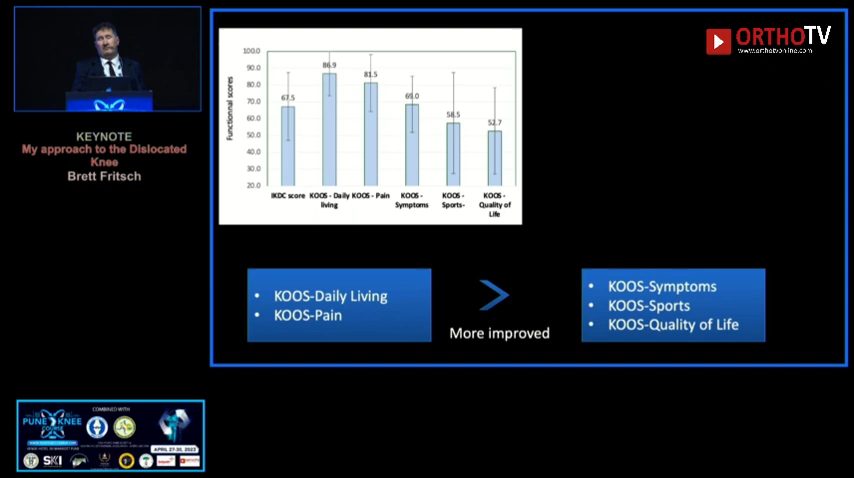 ORTHOTV
www.orthotvonline.com
KEYNOTE
My approach to the Dislocated
Knee
Brett Fritsch
Functionnal scores
100.0
90.0
80.0
70.0
60.0
50.0
40.0
30.0
20.0
67.5
86.9
81.5
69.0
58.5
52.7
IKDC score
KOOS - Daily
living
KOOS - Pain
KOOS -
Symptoms
KOOS -
Sports-
KOOS -
Quality of
Life
• KOOS-Daily Living
• KOOS-Pain
More improved
• KOOS-Symptoms
• KOOS-Sports
• KOOS-Quality of Life
COMBINED WITH
PUNE KNEE
COURSE
APRIL 27-30, 2023
SKI